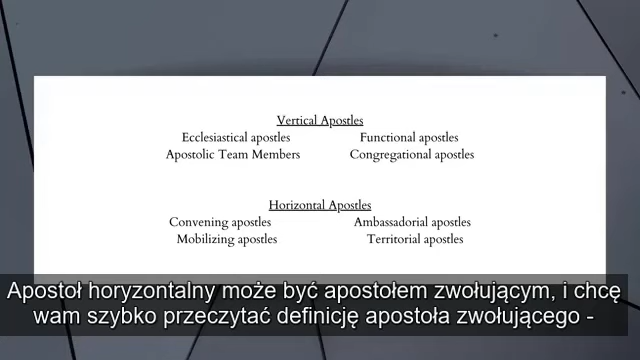 Vertical Apostles
Ecclesiastical apostles Functional apostles
Apostolic Team Members Congregational apostles
Horizontal Apostles
Convening apostles Ambassadorial apostles
Mobilizing apostles Territorial apostles
Apostoł horyzontalny może być apostołem zwołującym, i chcę
wam szybko przeczytać definicję apostoła zwołującego -